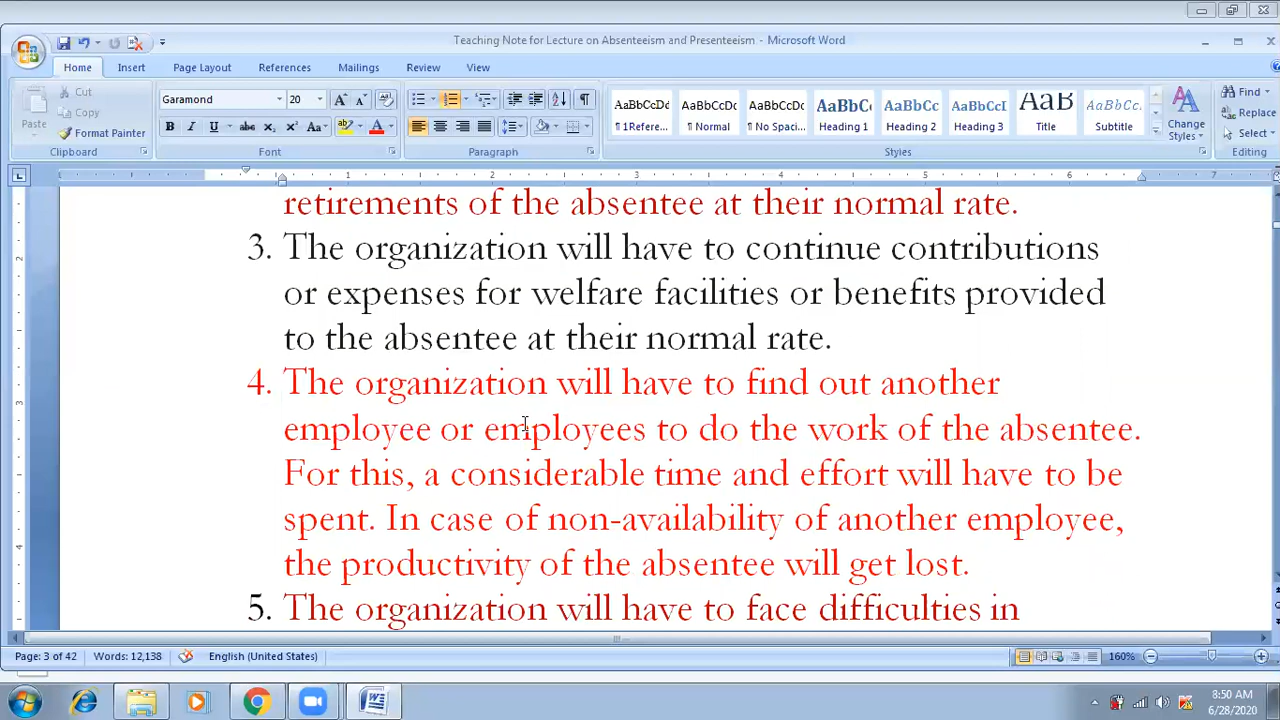 Teaching Note for Lecture on Absenteeism and Presenteeism - Microsoft Word
Home Insert Page Layout References Mailings Review View
Paste
Cut
Copy
Format Painter
Clipboard
Garamond 20
Font
Paragraph
AaBbCcDd AaBbCcDc AaBbCcDc AaBbC AaBbCc AaBbCcI AaB AaBbCc.
¶ 1Refere... ¶ Normal ¶ No Spaci... Heading 1 Heading 2 Heading 3 Title Subtitle
Change Styles
Styles
Find
Replace
Select
Editing
1 2 3 4 5 6 7
retirements of the absentee at their normal rate.
3. The organization will have to continue contributions
or expenses for welfare facilities or benefits provided
to the absentee at their normal rate.
4. The organization will have to find out another
employee or employees to do the work of the absentee.
For this, a considerable time and effort will have to be
spent. In case of non-availability of another employee,
the productivity of the absentee will get lost.
5. The organization will have to face difficulties in
Page: 3 of 42 Words: 12,138 English (United States) 160%
8:50 AM
6/28/2020